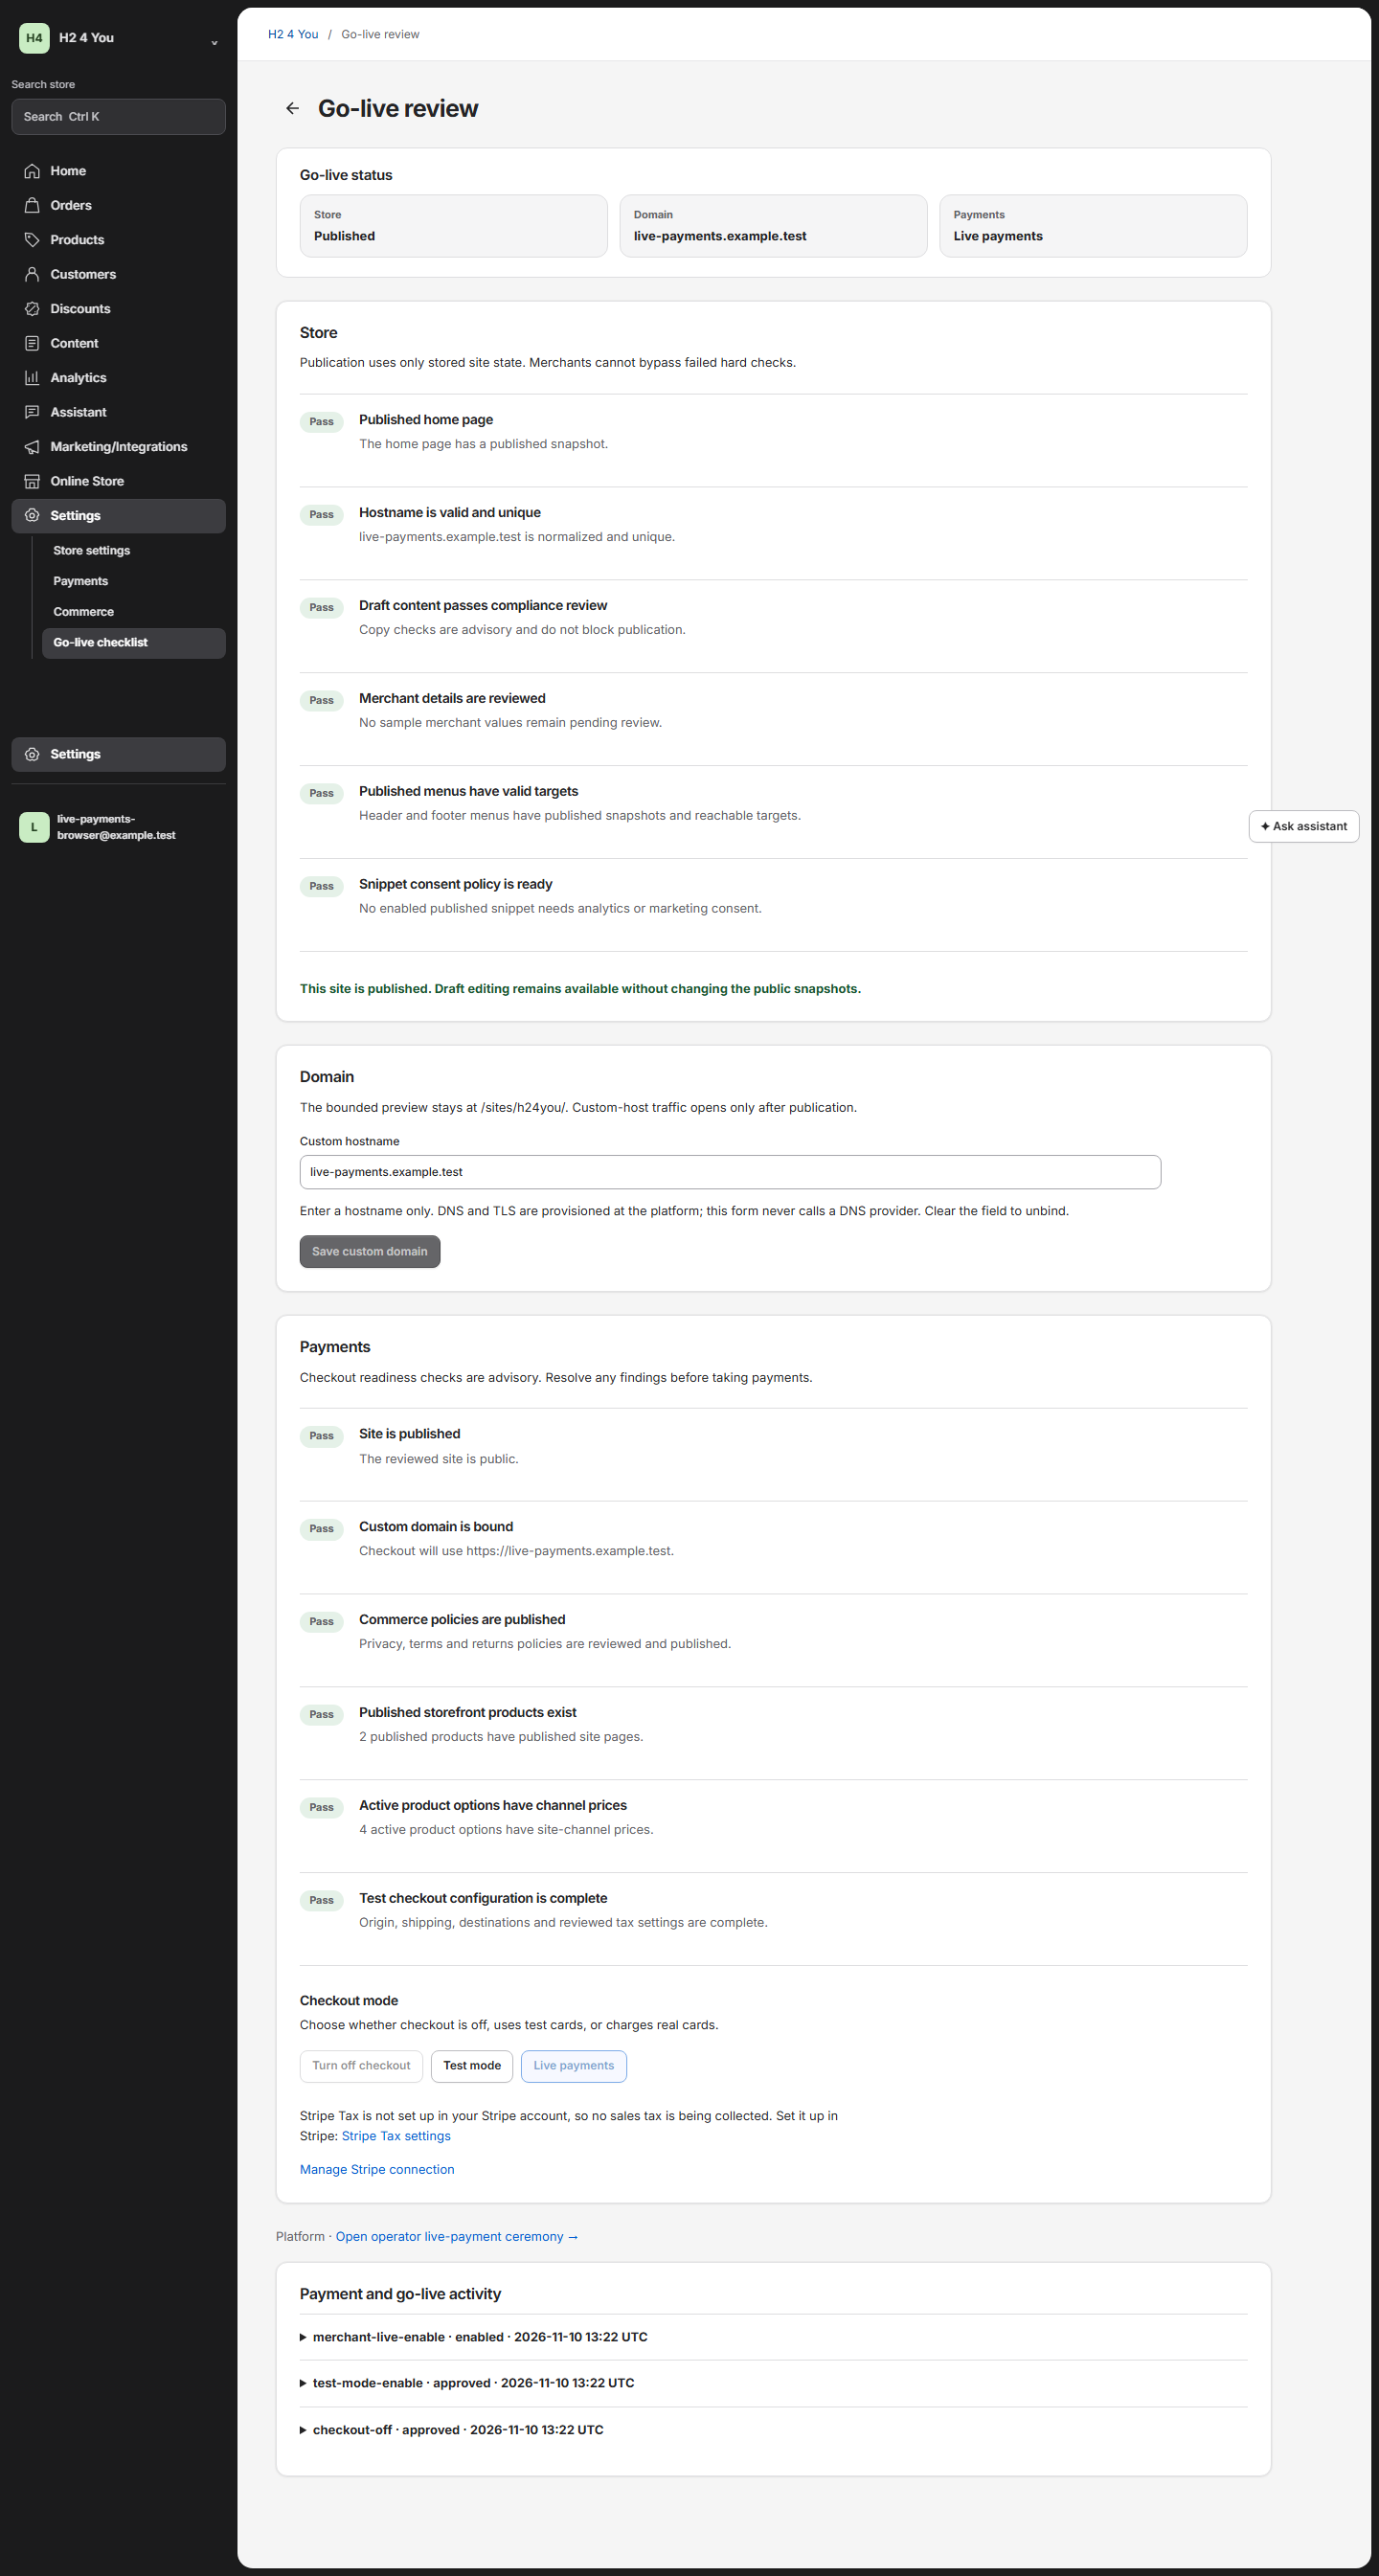 H4
H2 4 You
Search store
Search Ctrl K
Home
Orders
Products
Customers
Discounts
Content
Analytics
Assistant
Marketing/Integrations
Online Store
Settings
Store settings
Payments
Commerce
Go-live checklist
Settings
L
live-payments-
browser@example.test
H2 4 You / Go-live review
← Go-live review
Go-live status
Store
Published
Domain
live-payments.example.test
Payments
Live payments
Store
Publication uses only stored site state. Merchants cannot bypass failed hard checks.
Pass Published home page
The home page has a published snapshot.
Pass Hostname is valid and unique
live-payments.example.test is normalized and unique.
Pass Draft content passes compliance review
Copy checks are advisory and do not block publication.
Pass Merchant details are reviewed
No sample merchant values remain pending review.
Pass Published menus have valid targets
Header and footer menus have published snapshots and reachable targets.
✦ Ask assistant
Pass Snippet consent policy is ready
No enabled published snippet needs analytics or marketing consent.
This site is published. Draft editing remains available without changing the public snapshots.
Domain
The bounded preview stays at /sites/h24you/. Custom-host traffic opens only after publication.
Custom hostname
live-payments.example.test
Enter a hostname only. DNS and TLS are provisioned at the platform; this form never calls a DNS provider. Clear the field to unbind.
Save custom domain
Payments
Checkout readiness checks are advisory. Resolve any findings before taking payments.
Pass Site is published
The reviewed site is public.
Pass Custom domain is bound
Checkout will use https://live-payments.example.test.
Pass Commerce policies are published
Privacy, terms and returns policies are reviewed and published.
Pass Published storefront products exist
2 published products have published site pages.
Pass Active product options have channel prices
4 active product options have site-channel prices.
Pass Test checkout configuration is complete
Origin, shipping, destinations and reviewed tax settings are complete.
Checkout mode
Choose whether checkout is off, uses test cards, or charges real cards.
Turn off checkout Test mode Live payments
Stripe Tax is not set up in your Stripe account, so no sales tax is being collected. Set it up in
Stripe: Stripe Tax settings
Manage Stripe connection
Platform · Open operator live-payment ceremony →
Payment and go-live activity
▶ merchant-live-enable · enabled · 2026-11-10 13:22 UTC
▶ test-mode-enable · approved · 2026-11-10 13:22 UTC
▶ checkout-off · approved · 2026-11-10 13:22 UTC